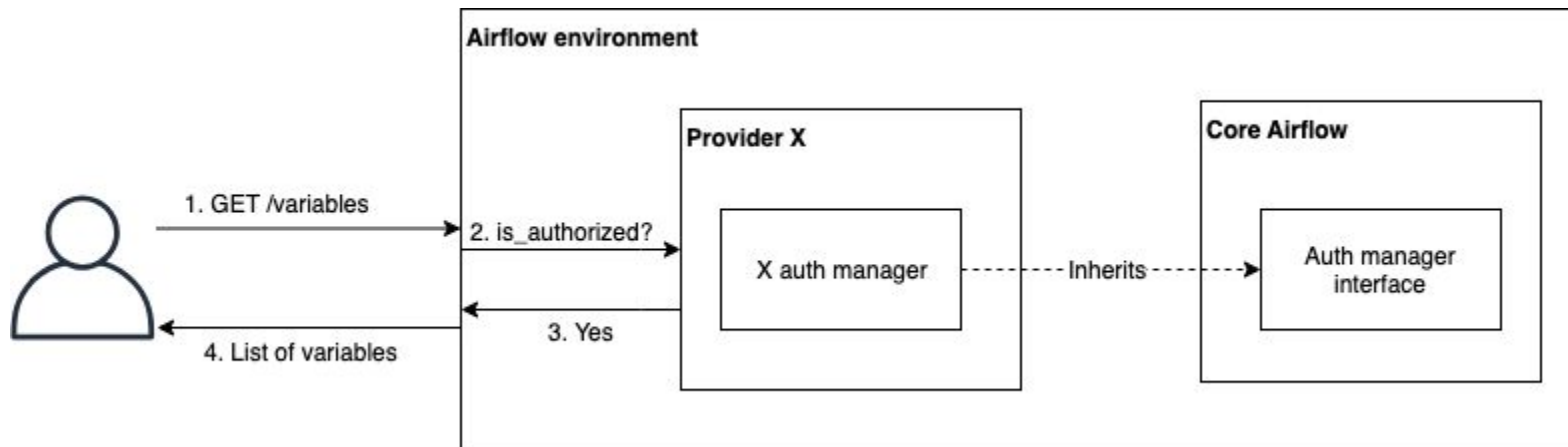 Airflow environment
Provider X
Core Airflow
1. GET /variables
2. is_authorized?
X auth manager
Inherits
Auth manager
interface
3. Yes
4. List of variables